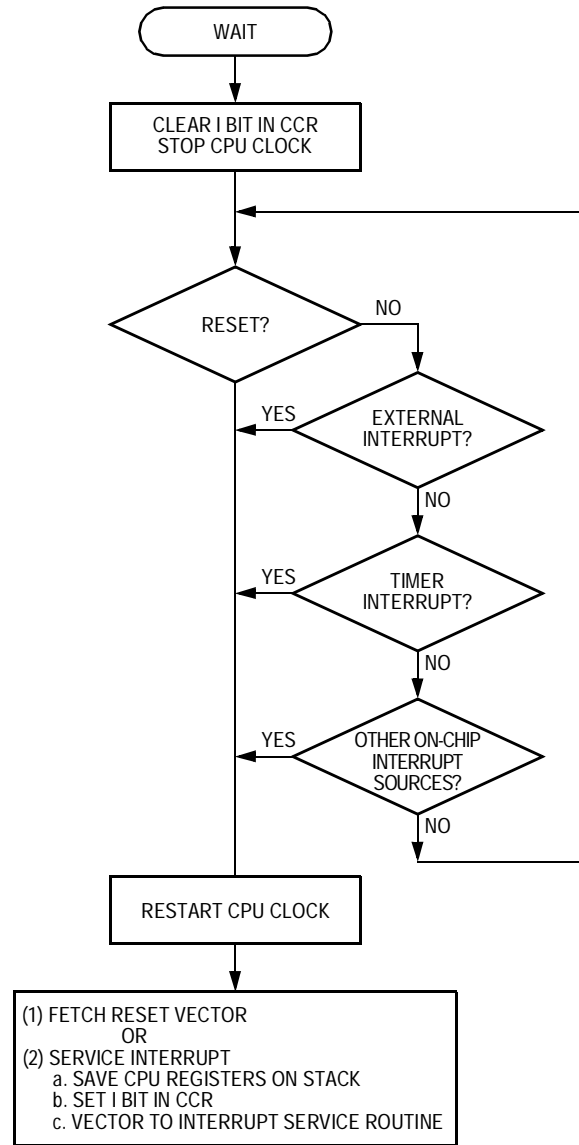 WAIT
CLEAR I BIT IN CCR
STOP CPU CLOCK
RESET?
NO
YES
EXTERNAL
INTERRUPT?
NO
YES
TIMER
INTERRUPT?
NO
YES
OTHER ON-CHIP
INTERRUPT
SOURCES?
NO
RESTART CPU CLOCK
(1) FETCH RESET VECTOR
OR
(2) SERVICE INTERRUPT
a. SAVE CPU REGISTERS ON STACK
b. SET I BIT IN CCR
c. VECTOR TO INTERRUPT SERVICE ROUTINE